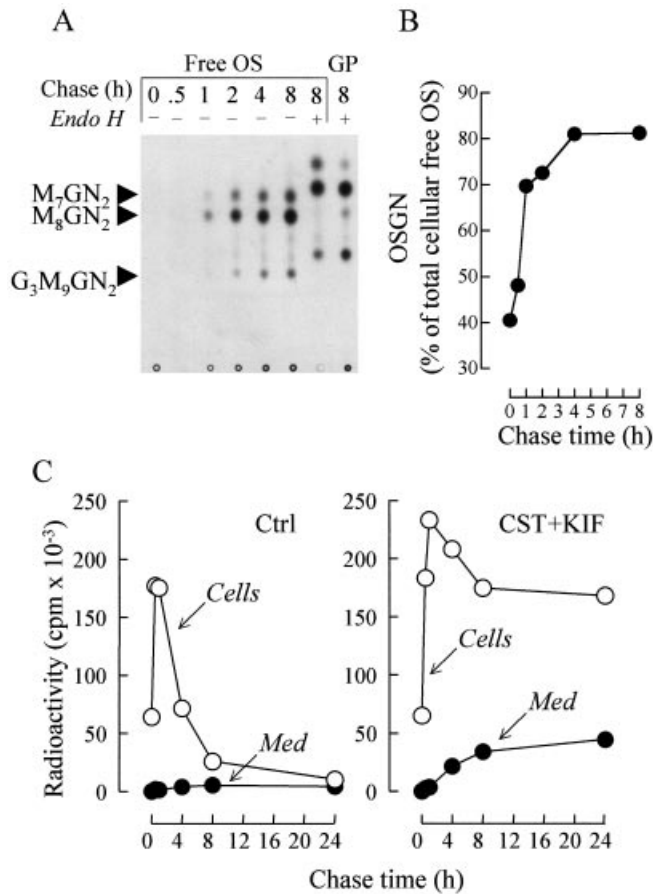 A
Free OS GP
Chase (h) 0 .5 1 2 4 8 8 8
Endo H − − − − − − + +
M₇GN₂
M₈GN₂
G₃M₉GN₂
B
OSGN
(% of total cellular free OS)
90
80
70
60
50
40
30
0 1 2 3 4 5 6 7 8
Chase time (h)
C
Radioactivity (cpm x 10⁻³)
250
200
150
100
50
0
Ctrl
Cells
Med
0 4 8 12 16 20 24
250
200
150
100
50
0
CST+KIF
Cells
Med
0 4 8 12 16 20 24
Chase time (h)